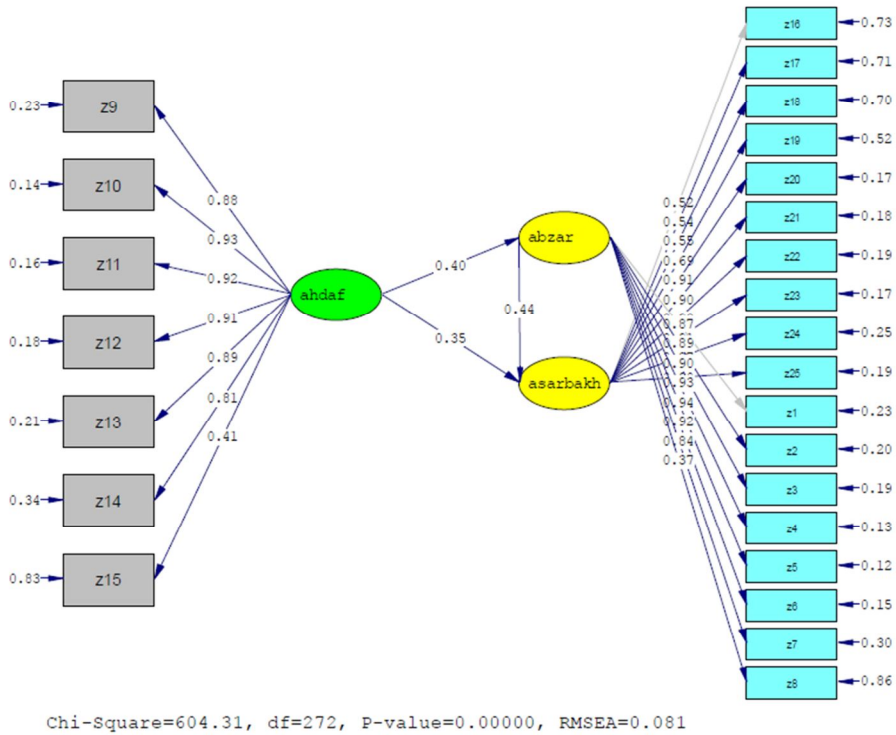 0.23
z9
0.14
z10
0.16
z11
0.18
z12
0.21
z13
0.34
z14
0.83
z15
0.88
0.93
0.92
0.91
0.89
0.81
0.41
ahdaf
0.40
0.35
abzar
0.44
asarbakh
0.52
0.54
0.55
0.69
0.91
0.90
0.87
0.89
0.90
0.93
0.94
0.92
0.84
0.37
z16
0.73
z17
0.71
z18
0.70
z19
0.52
z20
0.17
z21
0.18
z22
0.19
z23
0.17
z24
0.25
z25
0.19
z1
0.23
z2
0.20
z3
0.19
z4
0.13
z5
0.12
z6
0.15
z7
0.30
z8
0.86
Chi-Square=604.31, df=272, P-value=0.00000, RMSEA=0.081